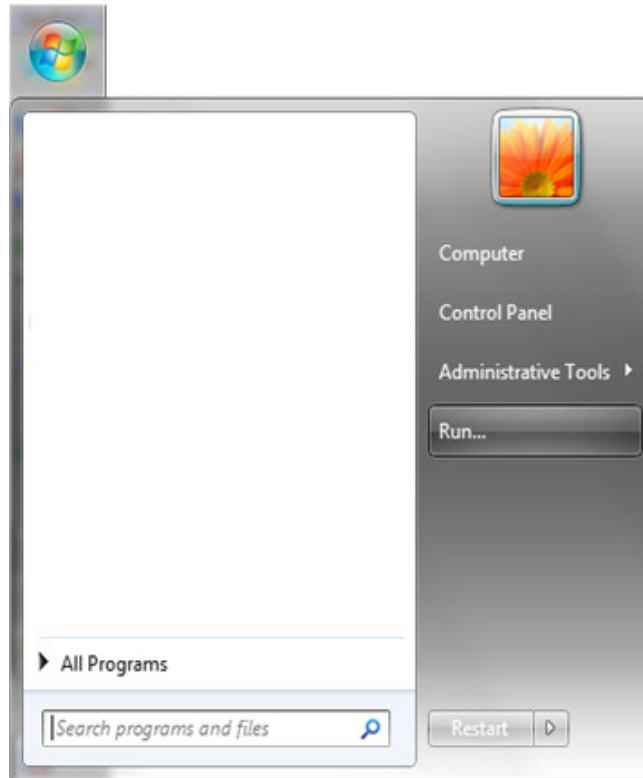 Computer
Control Panel
Administrative Tools
Run...
All Programs
Search programs and files
Restart